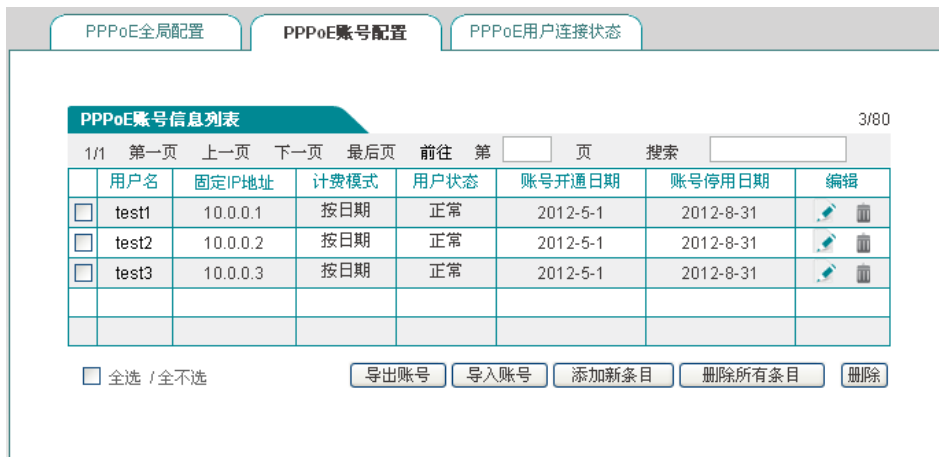 PPPoE全局配置 PPPoE账号配置 PPPoE用户连接状态
PPPoE账号信息列表 3/80
1/1 第一页 上一页 下一页 最后页 前往 第 页 搜索
用户名 固定IP地址 计费模式 用户状态 账号开通日期 账号停用日期 编辑
test1 10.0.0.1 按日期 正常 2012-5-1 2012-8-31
test2 10.0.0.2 按日期 正常 2012-5-1 2012-8-31
test3 10.0.0.3 按日期 正常 2012-5-1 2012-8-31
全选 / 全不选 导出账号 导入账号 添加新条目 删除所有条目 删除